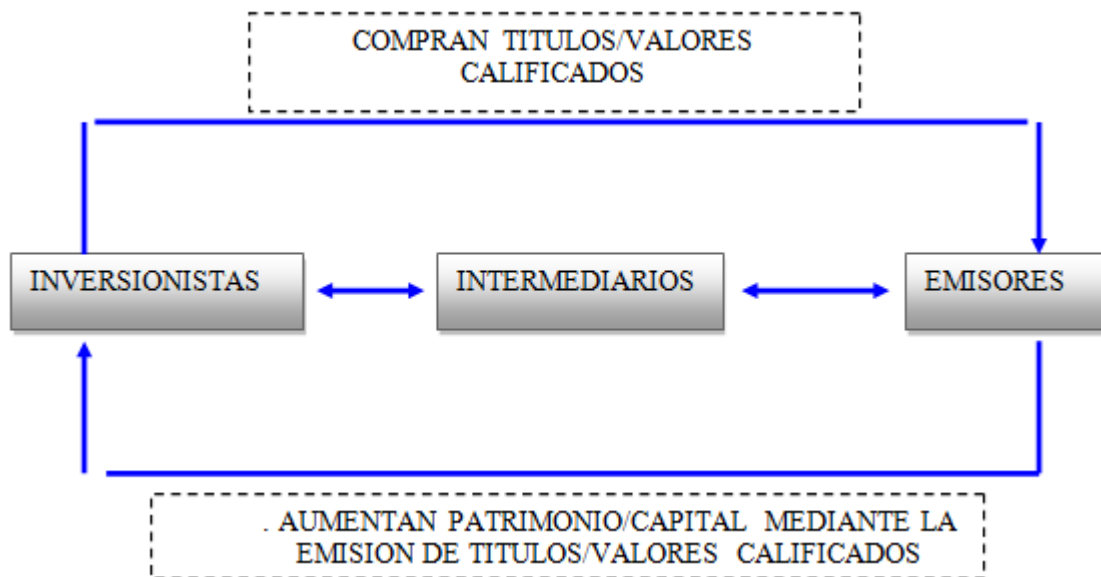 COMPRAN TITULOS/VALORES
CALIFICADOS
INVERSIONISTAS
INTERMEDIARIOS
EMISORES
. AUMENTAN PATRIMONIO/CAPITAL MEDIANTE LA
EMISION DE TITULOS/VALORES CALIFICADOS